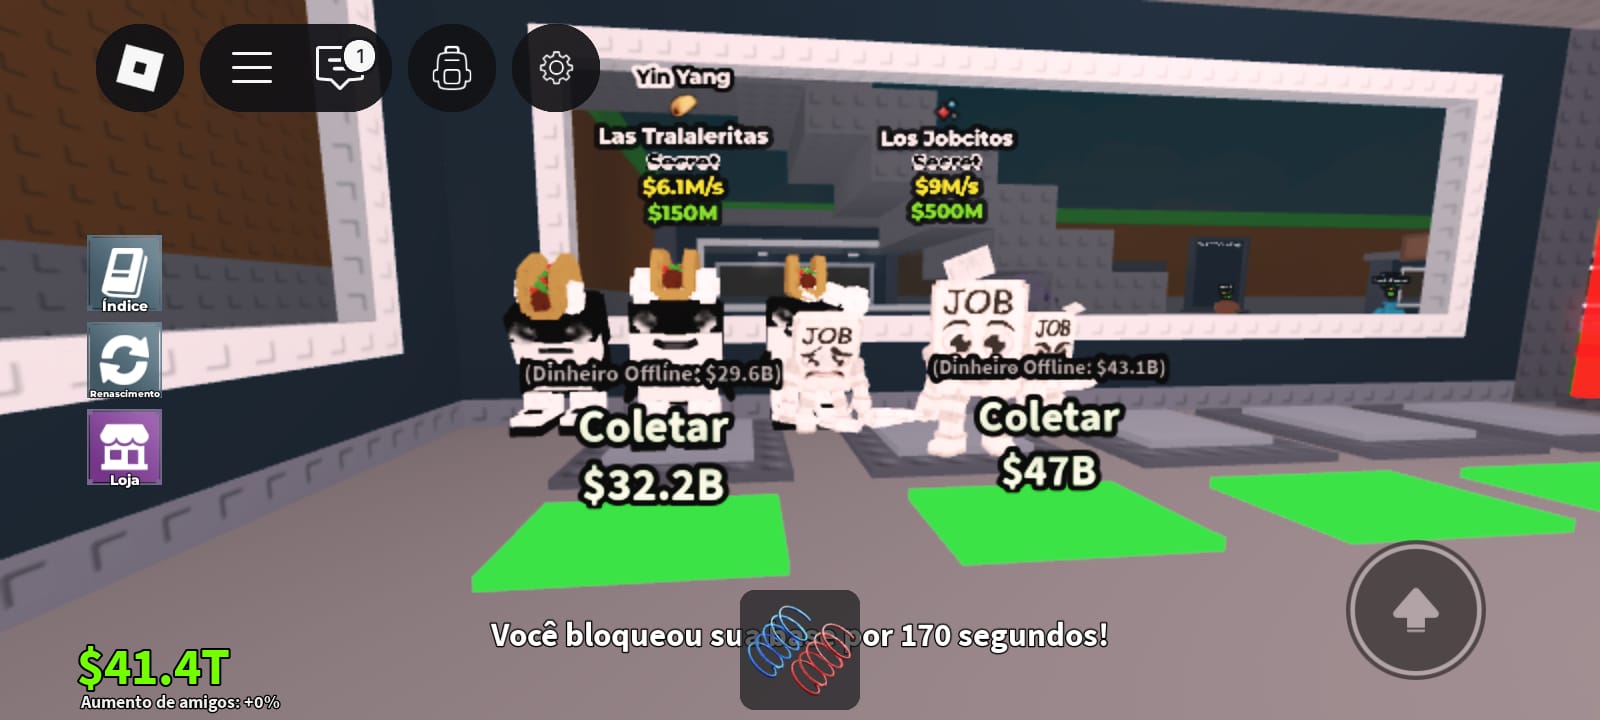 1
Yin Yang
Las Tralaleritas
Secret
$6.1M/s
$150M
Los Jobcitos
Secret
$9M/s
$500M
Índice
Renascimento
Loja
JOB
JOB
JOB
(Dinheiro Offline: $29.6B)
Coletar
$32.2B
(Dinheiro Offline: $43.1B)
Coletar
$47B
Você bloqueou sua base por 170 segundos!
$41.4T
Aumento de amigos: +0%